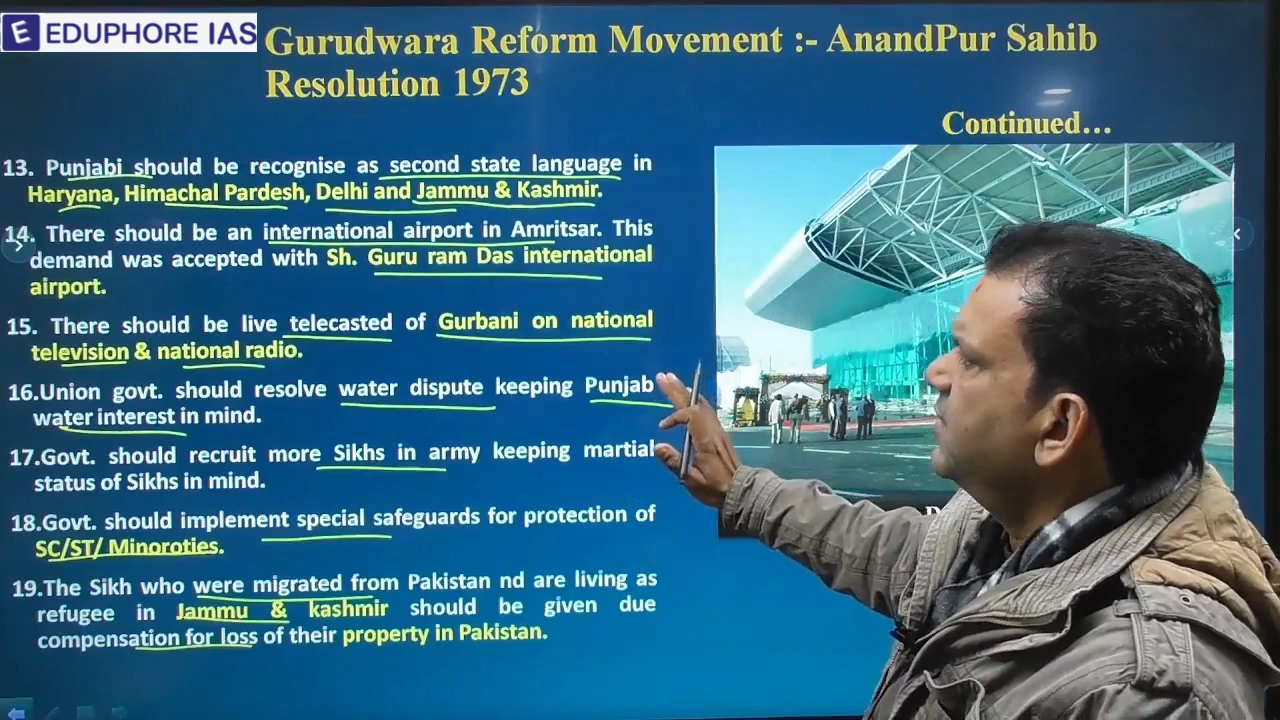 E EDUPHORE IAS
Gurudwara Reform Movement :- AnandPur Sahib
Resolution 1973
Continued…
13. Punjabi should be recognise as second state language in
Haryana, Himachal Pardesh, Delhi and Jammu & Kashmir.
14. There should be an international airport in Amritsar. This
demand was accepted with Sh. Guru ram Das international
airport.
15. There should be live telecasted of Gurbani on national
television & national radio.
16.Union govt. should resolve water dispute keeping Punjab
water interest in mind.
17.Govt. should recruit more Sikhs in army keeping martial
status of Sikhs in mind.
18.Govt. should implement special safeguards for protection of
SC/ST/ Minoroties.
19.The Sikh who were migrated from Pakistan nd are living as
refugee in Jammu & kashmir should be given due
compensation for loss of their property in Pakistan.